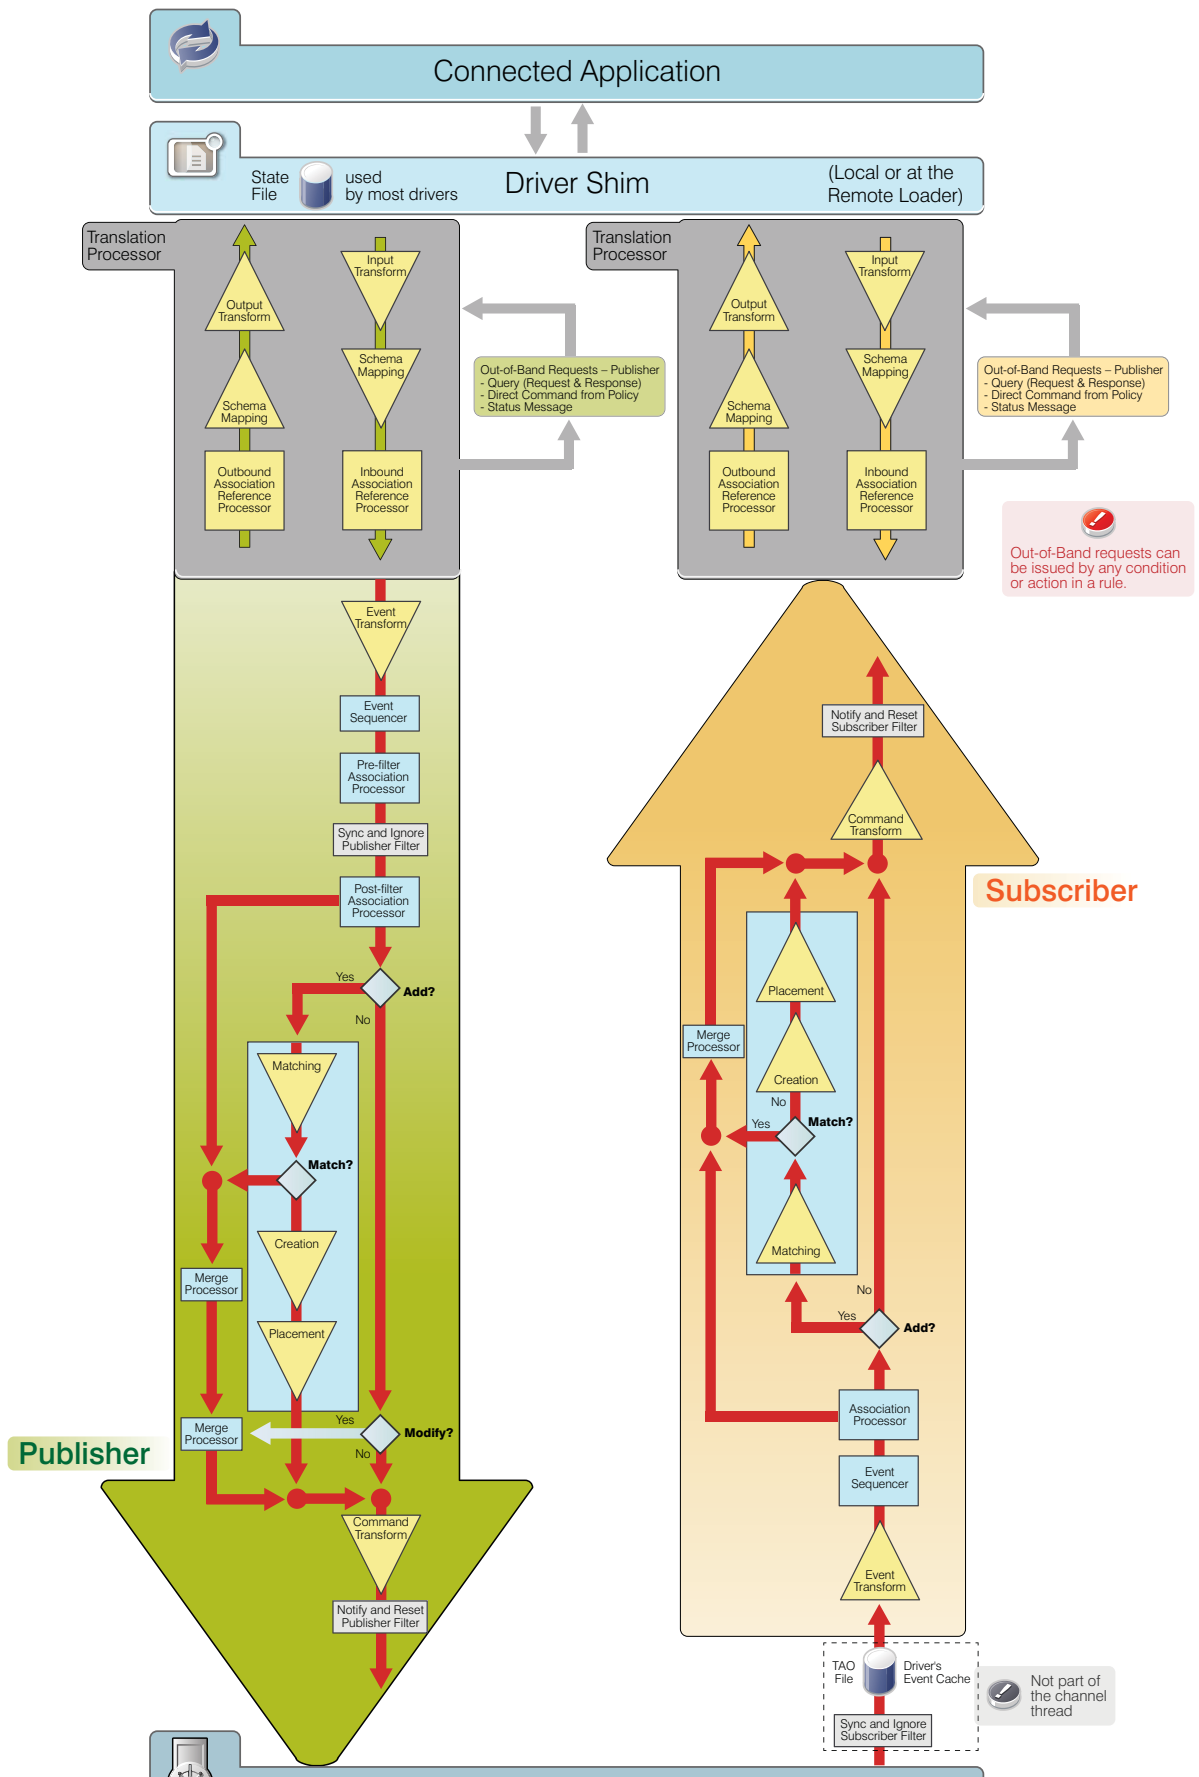 Connected Application
State
File
used
by most drivers
Driver Shim
(Local or at the
Remote Loader)
Translation
Processor
Output
Transform
Input
Transform
Schema
Mapping
Schema
Mapping
Outbound
Association
Reference
Processor
Inbound
Association
Reference
Processor
Out-of-Band Requests – Publisher
- Query (Request & Response)
- Direct Command from Policy
- Status Message
Translation
Processor
Output
Transform
Input
Transform
Schema
Mapping
Schema
Mapping
Outbound
Association
Reference
Processor
Inbound
Association
Reference
Processor
Out-of-Band Requests – Publisher
- Query (Request & Response)
- Direct Command from Policy
- Status Message
Out-of-Band requests can
be issued by any condition
or action in a rule.
Event
Transform
Event
Sequencer
Pre-filter
Association
Processor
Sync and Ignore
Publisher Filter
Post-filter
Association
Processor
Yes
Add?
No
Matching
Match?
Creation
Merge
Processor
Placement
Merge
Processor
Yes
Modify?
No
Publisher
Command
Transform
Notify and Reset
Publisher Filter
Notify and Reset
Subscriber Filter
Command
Transform
Subscriber
Placement
Merge
Processor
Creation
No
Yes
Match?
Matching
No
Yes
Add?
Association
Processor
Event
Sequencer
Event
Transform
TAO
File
Driver's
Event Cache
Sync and Ignore
Subscriber Filter
Not part of
the channel
thread